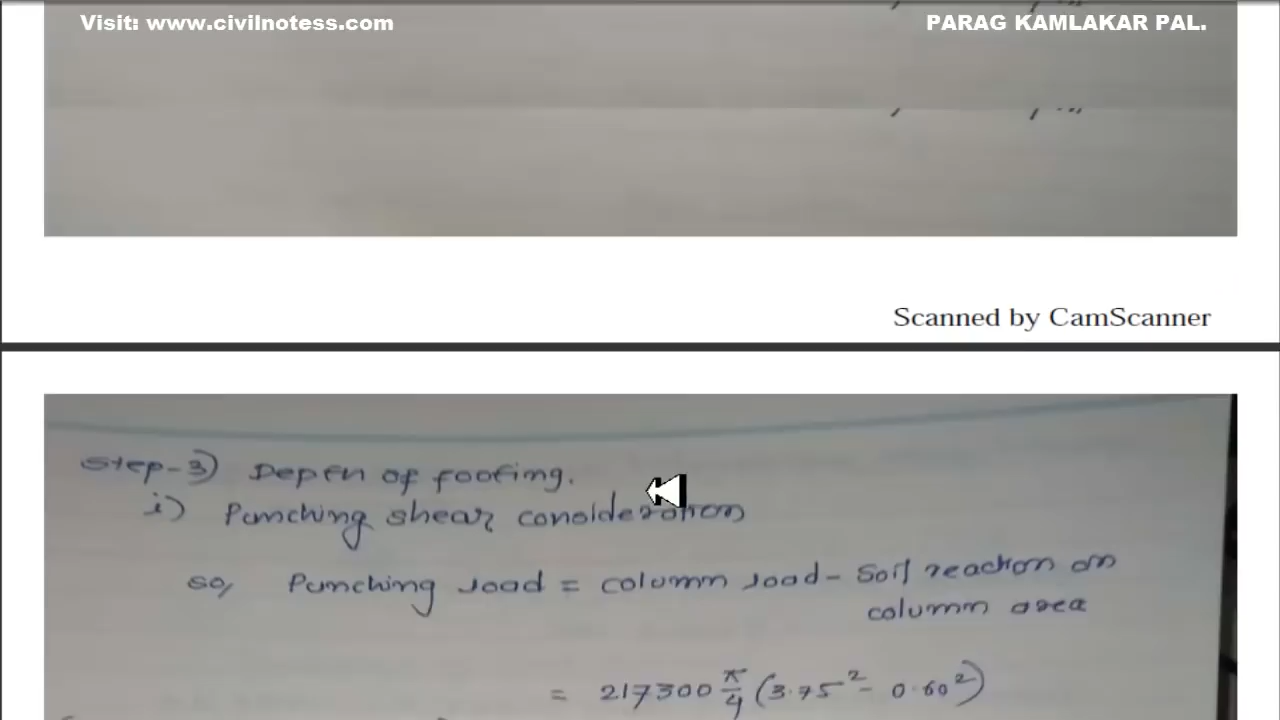 Visit: www.civilnotess.com
PARAG KAMLAKAR PAL.
Scanned by CamScanner
Step-3) Depth of footing.
i) Punching shear consideration
so, Punching load = column load - soil reaction on
column area
= 217300 π/4 (3.75² - 0.60²)